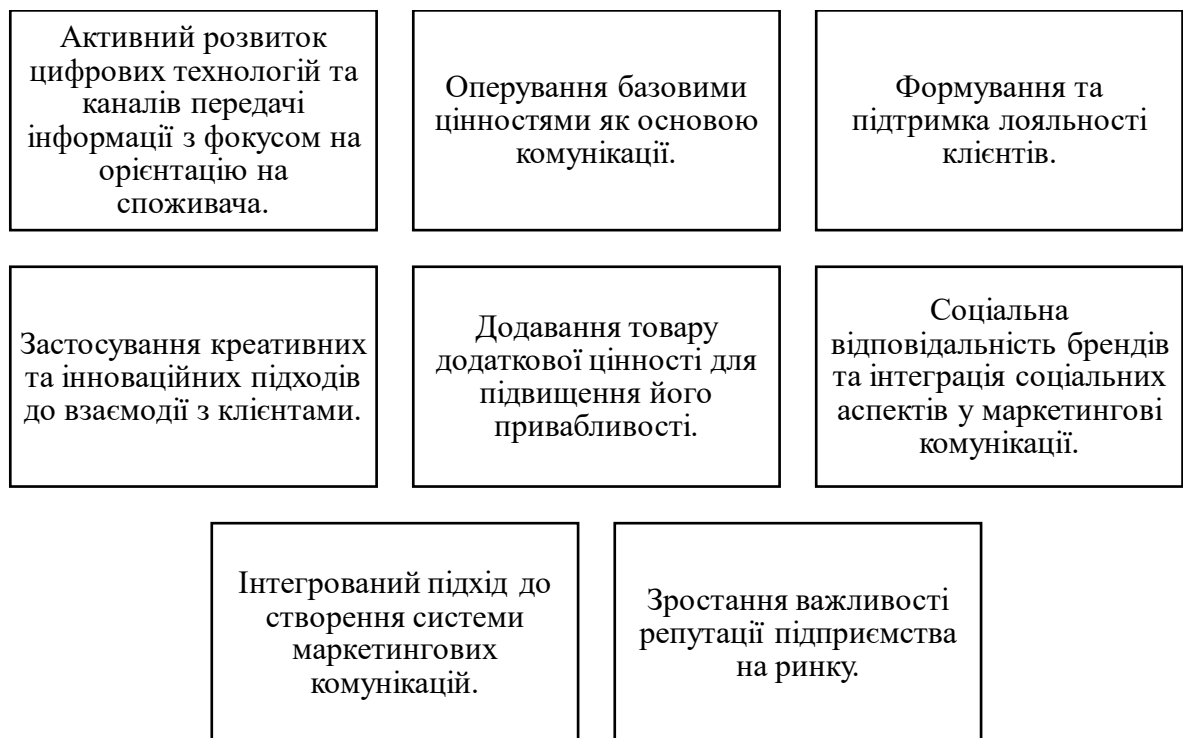 Активний розвиток
цифрових технологій та
каналів передачі
інформації з фокусом на
орієнтацію на
споживача.
Оперування базовими
цінностями як основою
комунікації.
Формування та
підтримка лояльності
клієнтів.
Застосування креативних
та інноваційних підходів
до взаємодії з клієнтами.
Додавання товару
додаткової цінності для
підвищення його
привабливості.
Соціальна
відповідальність брендів
та інтеграція соціальних
аспектів у маркетингові
комунікації.
Інтегрований підхід до
створення системи
маркетингових
комунікацій.
Зростання важливості
репутації підприємства
на ринку.